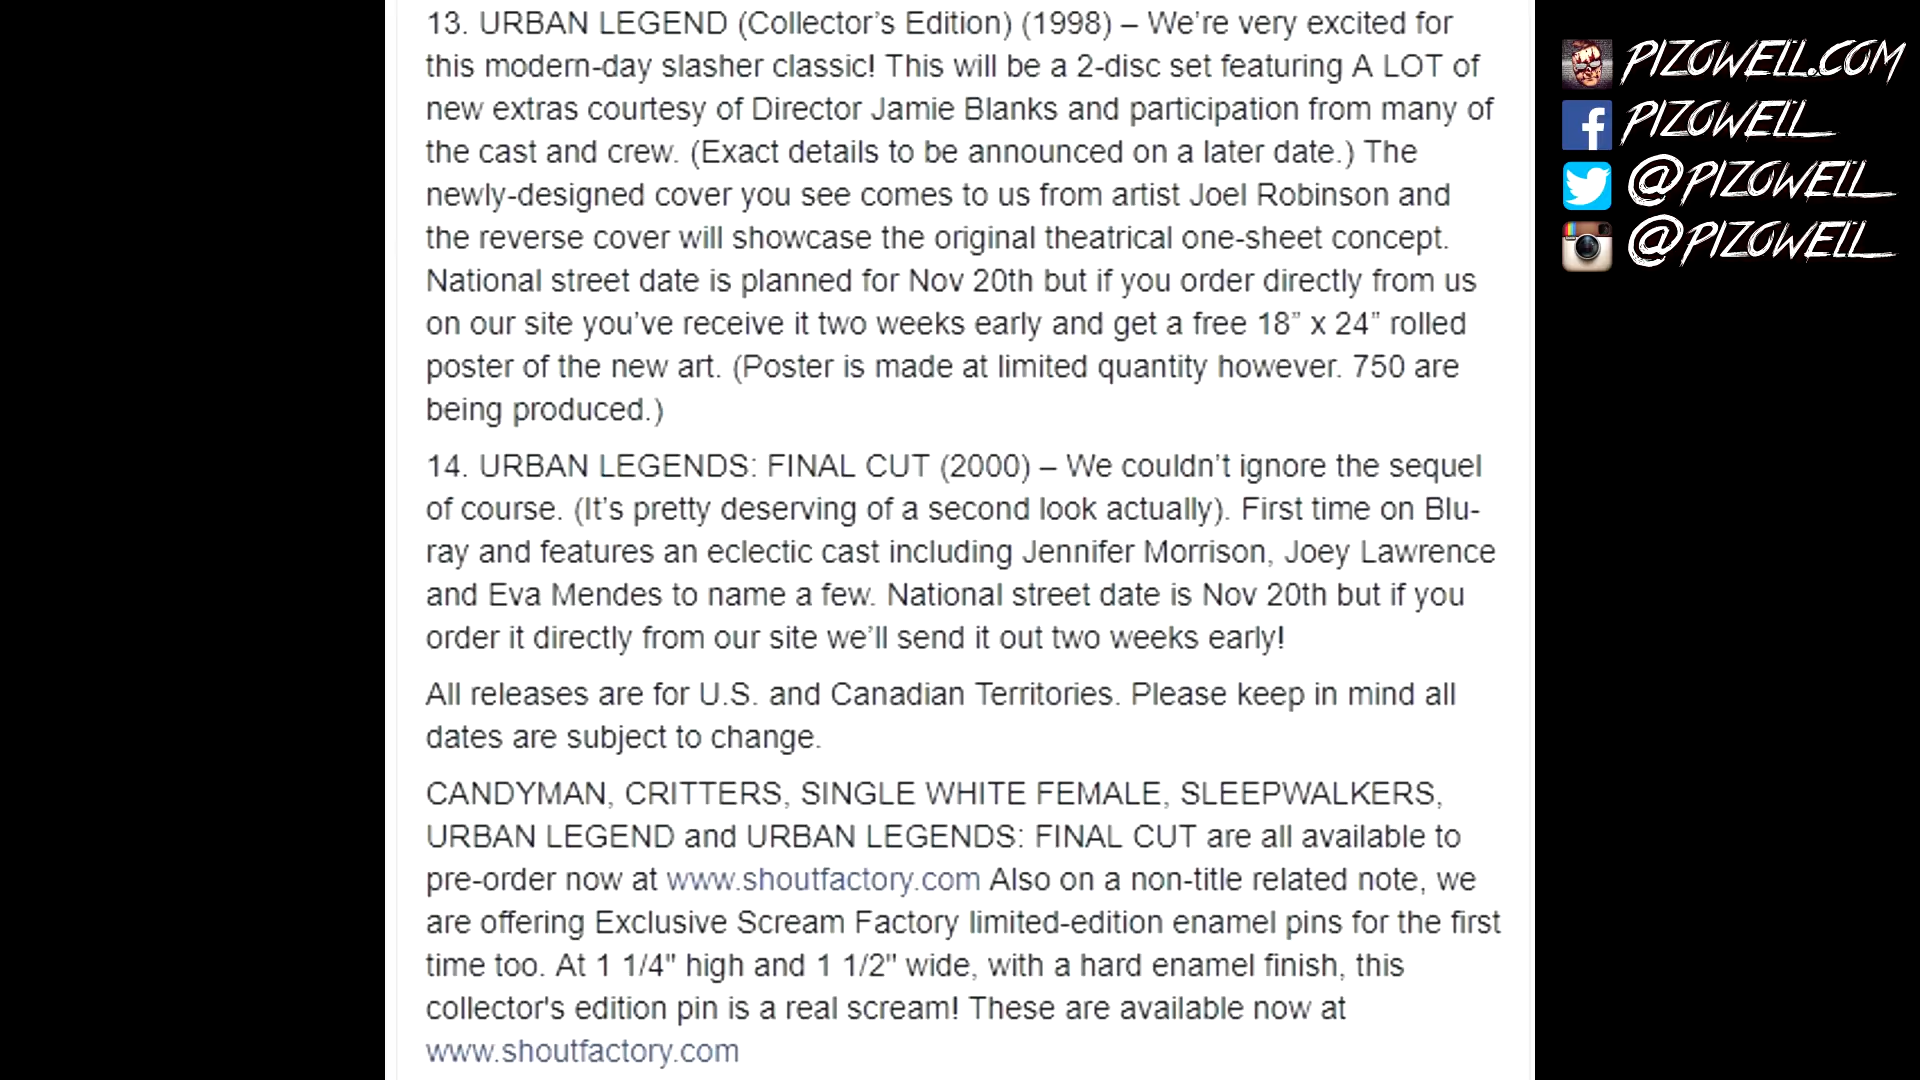 13. URBAN LEGEND (Collector’s Edition) (1998) – We’re very excited for
this modern-day slasher classic! This will be a 2-disc set featuring A LOT of
new extras courtesy of Director Jamie Blanks and participation from many of
the cast and crew. (Exact details to be announced on a later date.) The
newly-designed cover you see comes to us from artist Joel Robinson and
the reverse cover will showcase the original theatrical one-sheet concept.
National street date is planned for Nov 20th but if you order directly from us
on our site you’ve receive it two weeks early and get a free 18” x 24” rolled
poster of the new art. (Poster is made at limited quantity however. 750 are
being produced.)
14. URBAN LEGENDS: FINAL CUT (2000) – We couldn’t ignore the sequel
of course. (It’s pretty deserving of a second look actually). First time on Blu-
ray and features an eclectic cast including Jennifer Morrison, Joey Lawrence
and Eva Mendes to name a few. National street date is Nov 20th but if you
order it directly from our site we’ll send it out two weeks early!
All releases are for U.S. and Canadian Territories. Please keep in mind all
dates are subject to change.
CANDYMAN, CRITTERS, SINGLE WHITE FEMALE, SLEEPWALKERS,
URBAN LEGEND and URBAN LEGENDS: FINAL CUT are all available to
pre-order now at www.shoutfactory.com Also on a non-title related note, we
are offering Exclusive Scream Factory limited-edition enamel pins for the first
time too. At 1 1/4" high and 1 1/2" wide, with a hard enamel finish, this
collector's edition pin is a real scream! These are available now at
www.shoutfactory.com
PIZOWELL.COM
PIZOWELL
@PIZOWELL
@PIZOWELL